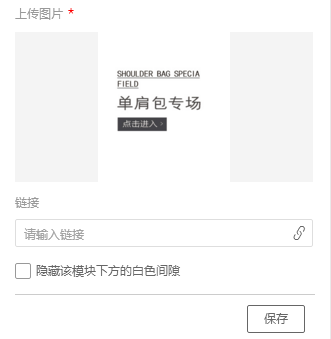 上传图片 *
SHOULDER BAG SPECIA
FIELD
单肩包专场
点击进入 >
链接
请输入链接
隐藏该模块下方的白色间隙
保存